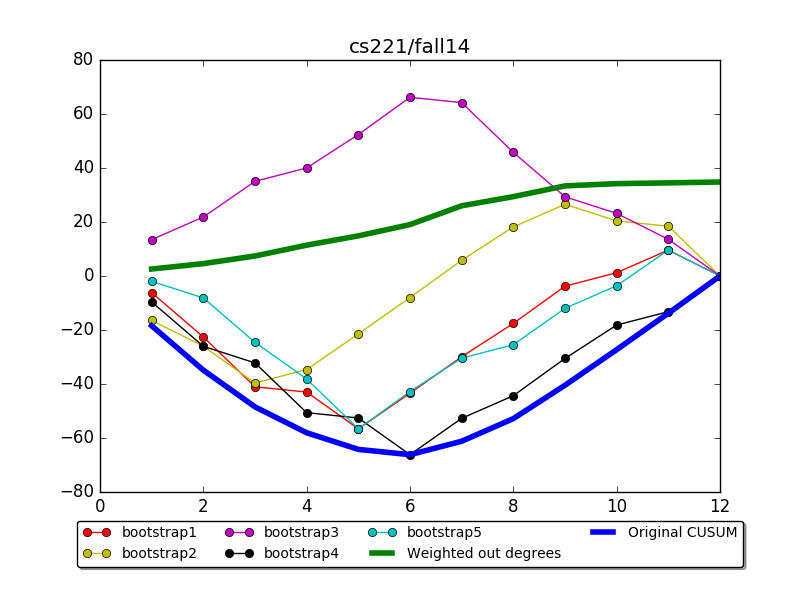 cs221/fall14
80
60
40
20
0
−20
−40
−60
−80
0 2 4 6 8 10 12
bootstrap1 bootstrap3 bootstrap5 Original CUSUM
bootstrap2 bootstrap4 Weighted out degrees